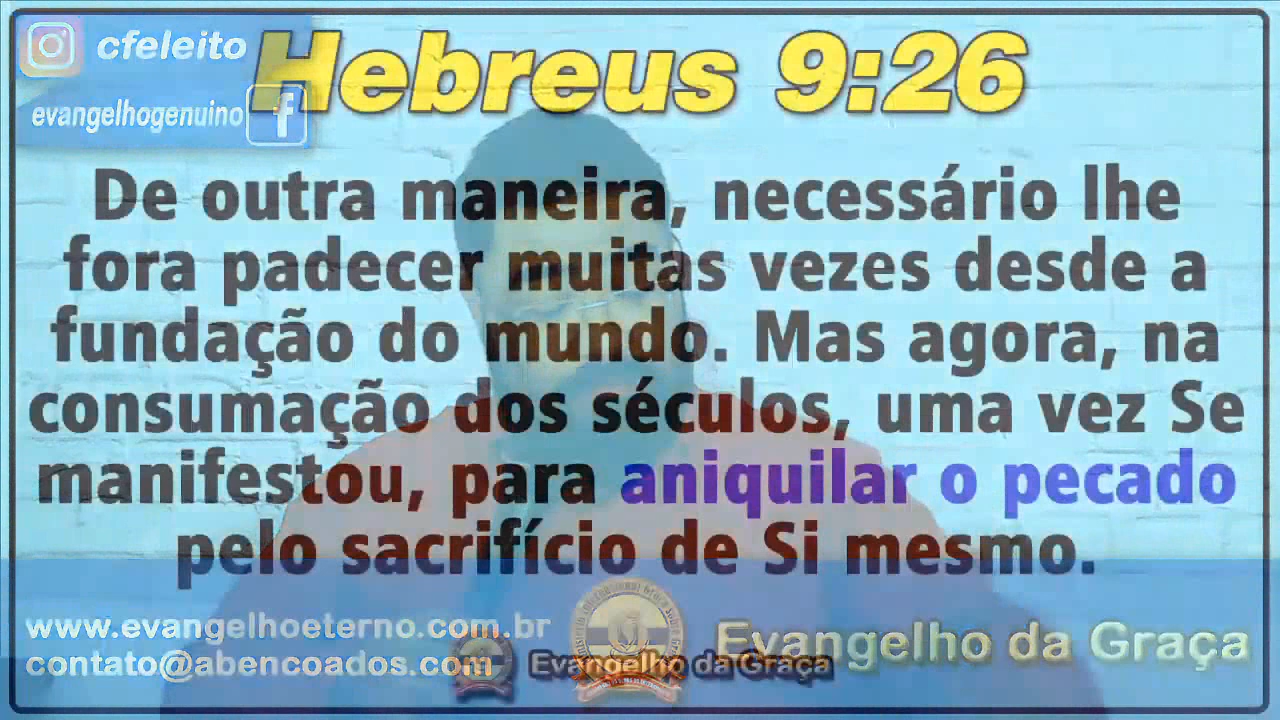 cfeleito
evangelhogenuino
Hebreus 9:26
De outra maneira, necessário lhe
fora padecer muitas vezes desde a
fundação do mundo. Mas agora, na
consumação dos séculos, uma vez Se
manifestou, para aniquilar o pecado
pelo sacrifício de Si mesmo.
www.evangelhoeterno.com.br
contato@abencoados.com
Evangelho da Graça
Evangelho da Graça